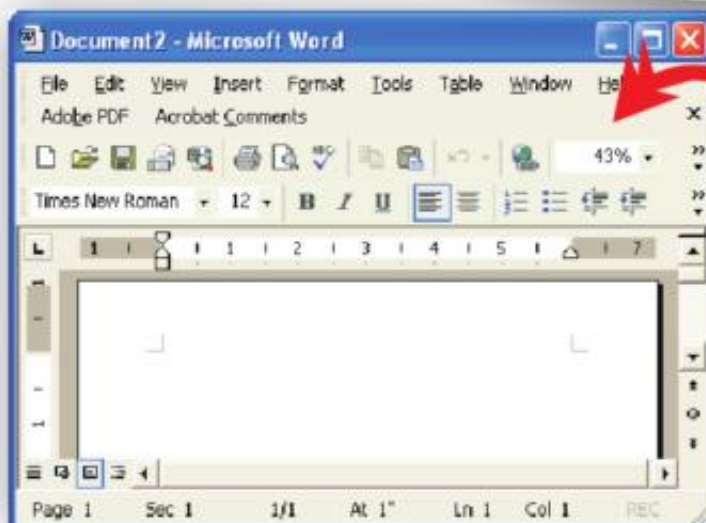 Document2 - Microsoft Word
File Edit View Insert Format Tools Table Window Hel
Adobe PDF Acrobat Comments
43%
Times New Roman 12 B I U
1 1 2 3 4 5 7
1
Page 1 Sec 1 1/1 At 1" Ln 1 Col 1 REC